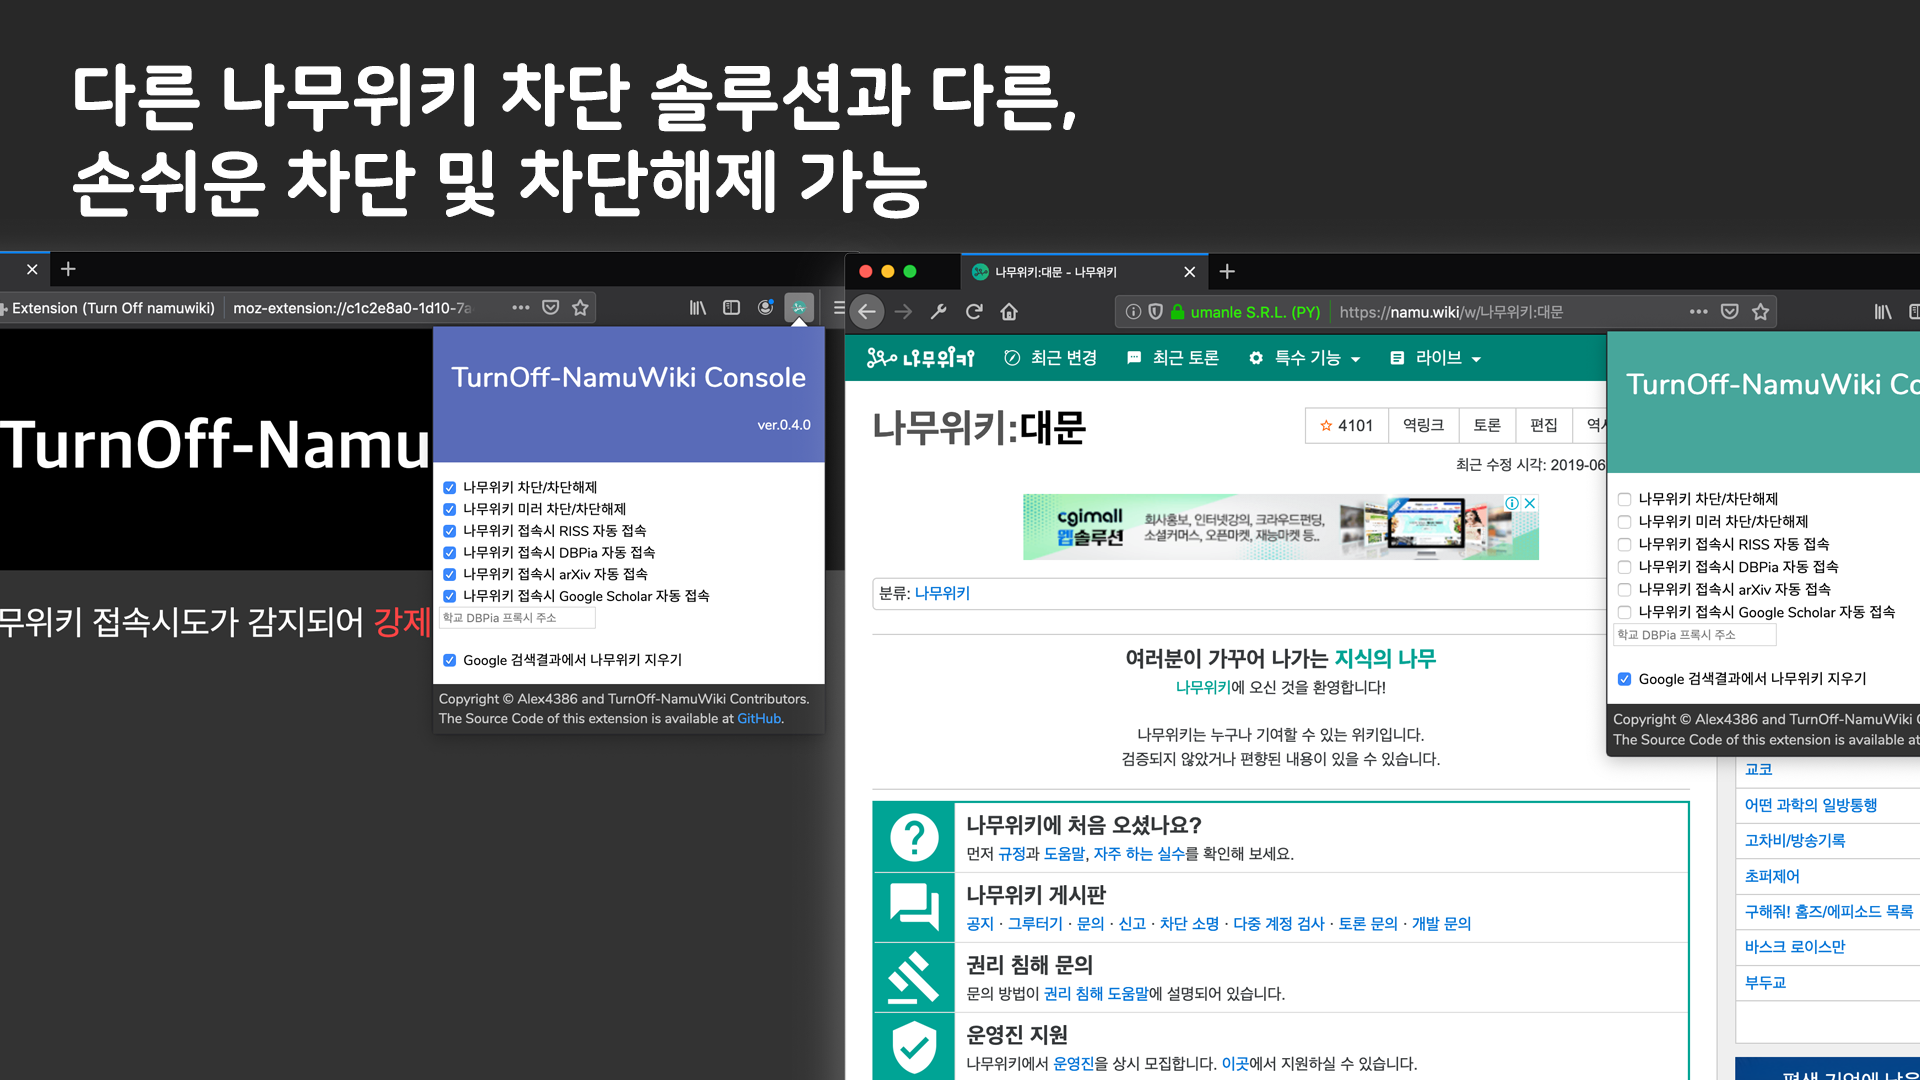 다른 나무위키 차단 솔루션과 다른,
손쉬운 차단 및 차단해제 가능
Extension (Turn Off namuwiki)
moz-extension://c1c2e8a0-1d10-7a
TurnOff-Namu
무위키 접속시도가 감지되어 강제
TurnOff-NamuWiki Console
ver.0.4.0
나무위키 차단/차단해제
나무위키 미러 차단/차단해제
나무위키 접속시 RISS 자동 접속
나무위키 접속시 DBPia 자동 접속
나무위키 접속시 arXiv 자동 접속
나무위키 접속시 Google Scholar 자동 접속
학교 DBPia 프록시 주소
Google 검색결과에서 나무위키 지우기
Copyright © Alex4386 and TurnOff-NamuWiki Contributors.
The Source Code of this extension is available at GitHub.
나무위키:대문 - 나무위키
umanle S.R.L. (PY)
https://namu.wiki/w/나무위키:대문
나무위키
최근 변경
최근 토론
특수 기능
라이브
나무위키:대문
4101
역링크
토론
편집
역사
최근 수정 시각: 2019-06
cgimall
웹솔루션
회사홍보, 인터넷강의, 크라우드펀딩,
소셜커머스, 오픈마켓, 재능마켓 등..
분류: 나무위키
여러분이 가꾸어 나가는 지식의 나무
나무위키에 오신 것을 환영합니다!
나무위키는 누구나 기여할 수 있는 위키입니다.
검증되지 않았거나 편향된 내용이 있을 수 있습니다.
나무위키에 처음 오셨나요?
먼저 규정과 도움말, 자주 하는 실수를 확인해 보세요.
나무위키 게시판
공지 · 그루터기 · 문의 · 신고 · 차단 소명 · 다중 계정 검사 · 토론 문의 · 개발 문의
권리 침해 문의
문의 방법이 권리 침해 도움말에 설명되어 있습니다.
운영진 지원
나무위키에서 운영진을 상시 모집합니다. 이곳에서 지원하실 수 있습니다.
TurnOff-NamuWiki Co
나무위키 차단/차단해제
나무위키 미러 차단/차단해제
나무위키 접속시 RISS 자동 접속
나무위키 접속시 DBPia 자동 접속
나무위키 접속시 arXiv 자동 접속
나무위키 접속시 Google Scholar 자동 접속
학교 DBPia 프록시 주소
Google 검색결과에서 나무위키 지우기
Copyright © Alex4386 and TurnOff-NamuWiki
The Source Code of this extension is available at
교코
어떤 과학의 일방통행
고차비/방송기록
초퍼제어
구해줘! 홈즈/에피소드 목록
바스크 로이스만
부두교